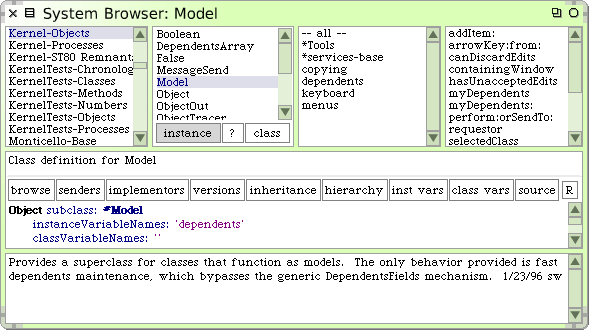 System Browser: Model
Kernel-Objects
Kernel-Processes
Kernel-ST80 Remnants
KernelTests-Chronology
KernelTests-Classes
KernelTests-Methods
KernelTests-Numbers
KernelTests-Objects
KernelTests-Processes
Monticello-Base
Boolean
DependentsArray
False
MessageSend
Model
Object
ObjectOut
ObjectTracer
instance ? class
-- all --
*Tools
*services-base
copying
dependents
keyboard
menus
addItem:
arrowKey:from:
canDiscardEdits
containingWindow
hasUnacceptedEdits
myDependents
myDependents:
perform:orSendTo:
requestor
selectedClass
Class definition for Model
browse senders implementors versions inheritance hierarchy inst vars class vars source R
Object subclass: #Model
instanceVariableNames: 'dependents'
classVariableNames: ''
Provides a superclass for classes that function as models. The only behavior provided is fast
dependents maintenance, which bypasses the generic DependentsFields mechanism. 1/23/96 sw